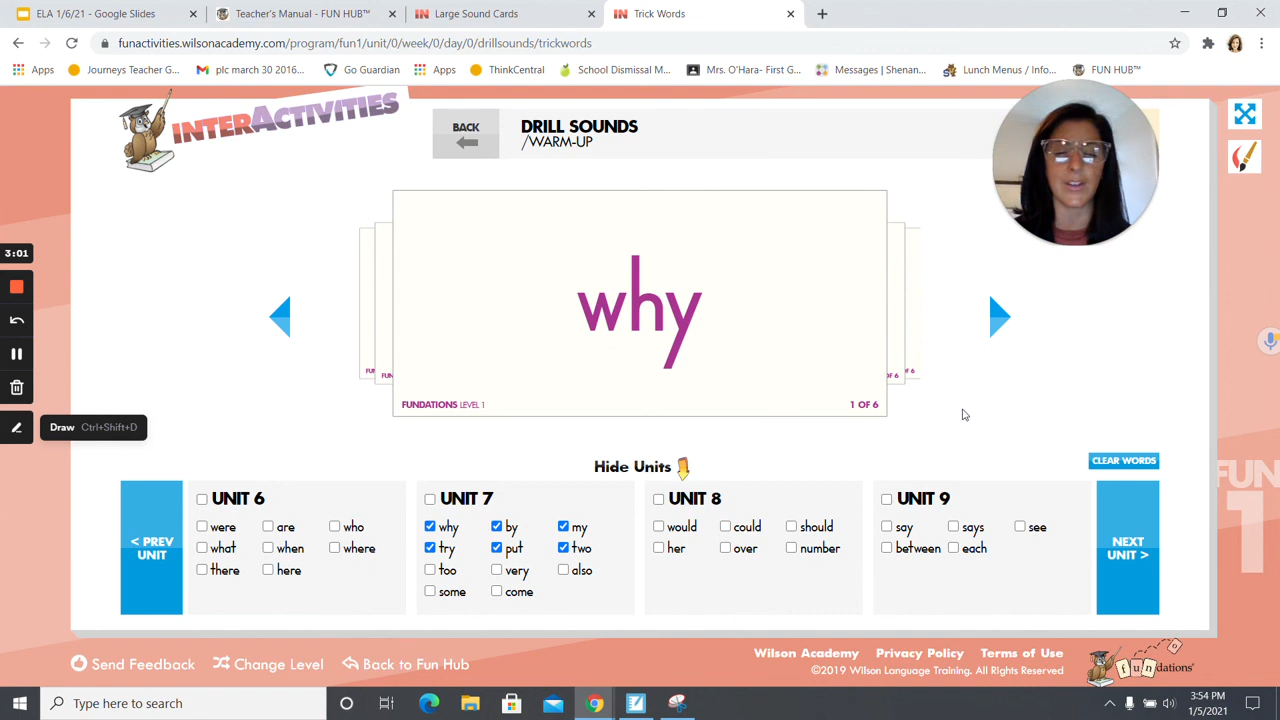 ELA 1/6/21 - Google Slides
Teacher's Manual - FUN HUB™
Large Sound Cards
Trick Words
funactivities.wilsonacademy.com/program/fun1/unit/0/week/0/day/0/drillsounds/trickwords
Apps
Journeys Teacher G...
plc march 30 2016...
Go Guardian
Apps
ThinkCentral
School Dismissal M...
Mrs. O'Hara- First G...
Messages | Shenan...
Lunch Menus / Info...
FUN HUB™
INTERACTIVITIES
BACK
DRILL SOUNDS
/WARM-UP
3:01
why
FUNDATIONS LEVEL 1
1 OF 6
Draw Ctrl+Shift+D
Hide Units
CLEAR WORDS
< PREV
UNIT
UNIT 6
were are who
what when where
there here
UNIT 7
why by my
try put two
too very also
some come
UNIT 8
would could should
her over number
UNIT 9
say says see
between each
NEXT
UNIT >
FUN
1
Send Feedback
Change Level
Back to Fun Hub
Wilson Academy Privacy Policy Terms of Use
©2019 Wilson Language Training. All Rights Reserved
fundations®
Type here to search
3:54 PM
1/5/2021